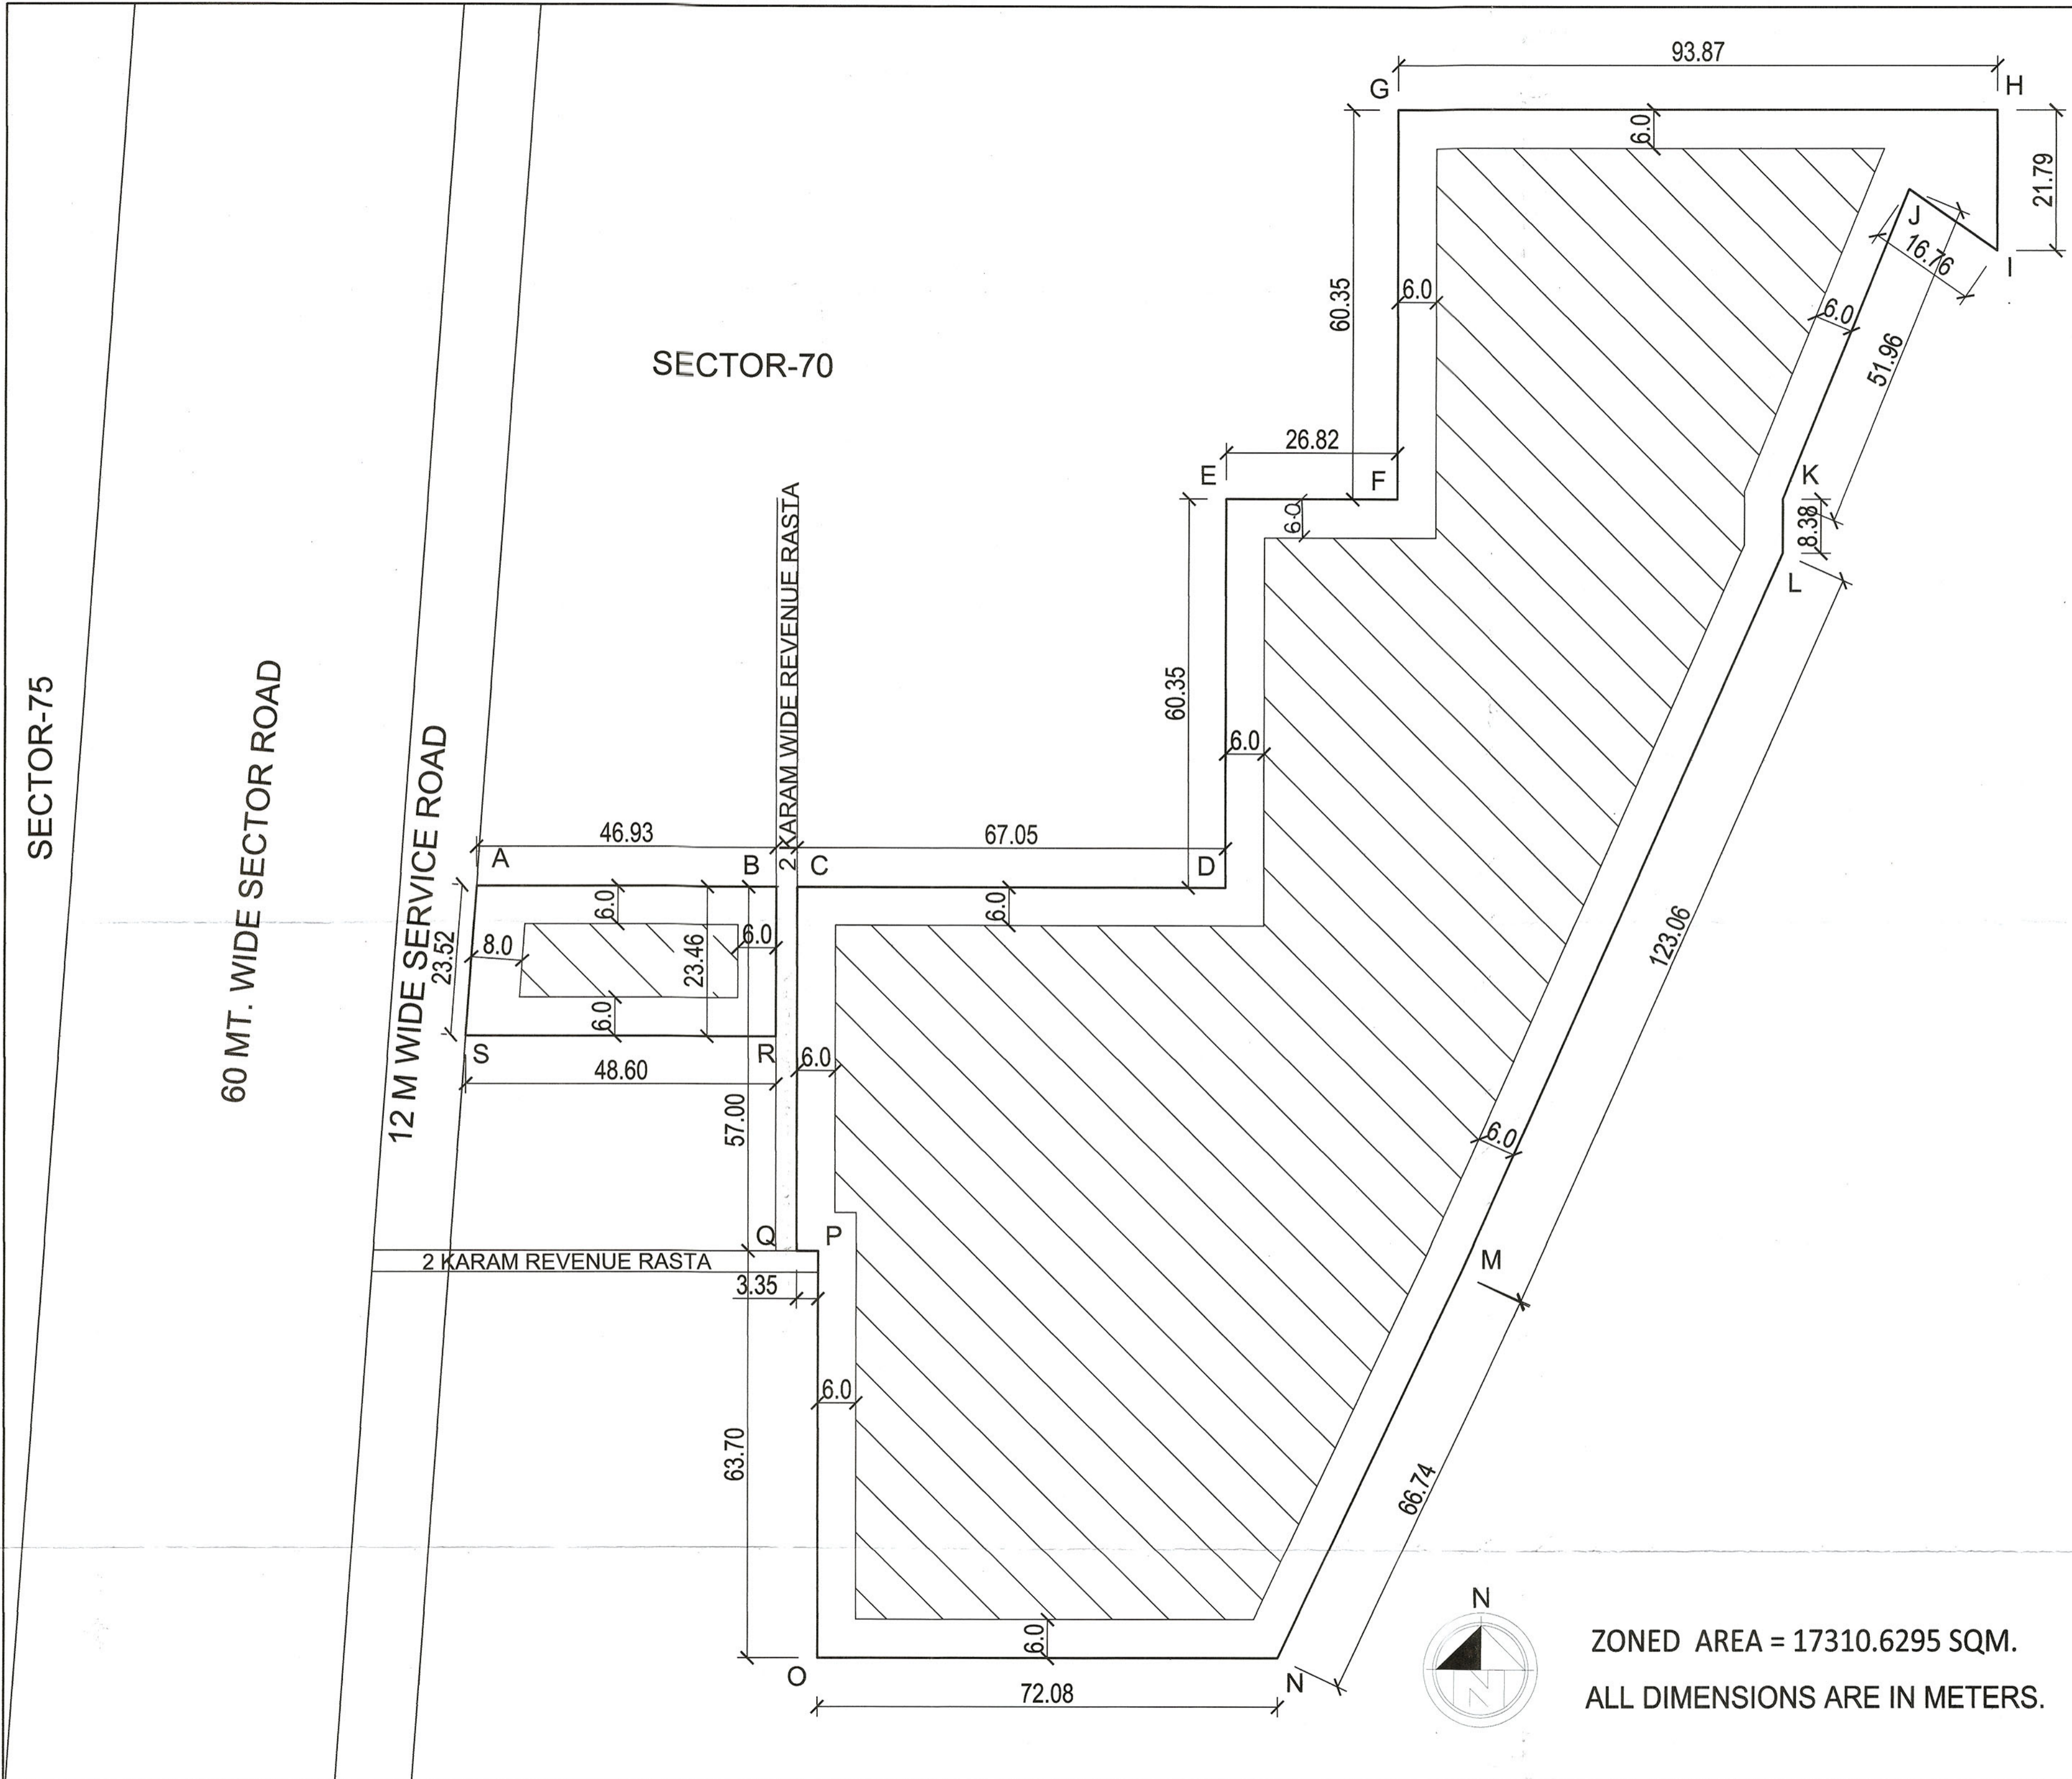 93.87
G
H
6.0
21.79
J
16.76
I
60.35
6.0
6.0
51.96
SECTOR-70
26.82
E
F
K
6.0
8.38
L
2 KARAM WIDE REVENUE RASTA
60.35
6.0
SECTOR-75
60 MT. WIDE SECTOR ROAD
12 M WIDE SERVICE ROAD
46.93
67.05
A
B
C
D
6.0
6.0
23.52
8.0
23.46
6.0
6.0
123.06
S
R
6.0
48.60
57.00
6.0
Q
P
M
2 KARAM REVENUE RASTA
3.35
6.0
63.70
66.74
6.0
O
N
72.08
N
ZONED AREA = 17310.6295 SQM.
ALL DIMENSIONS ARE IN METERS.